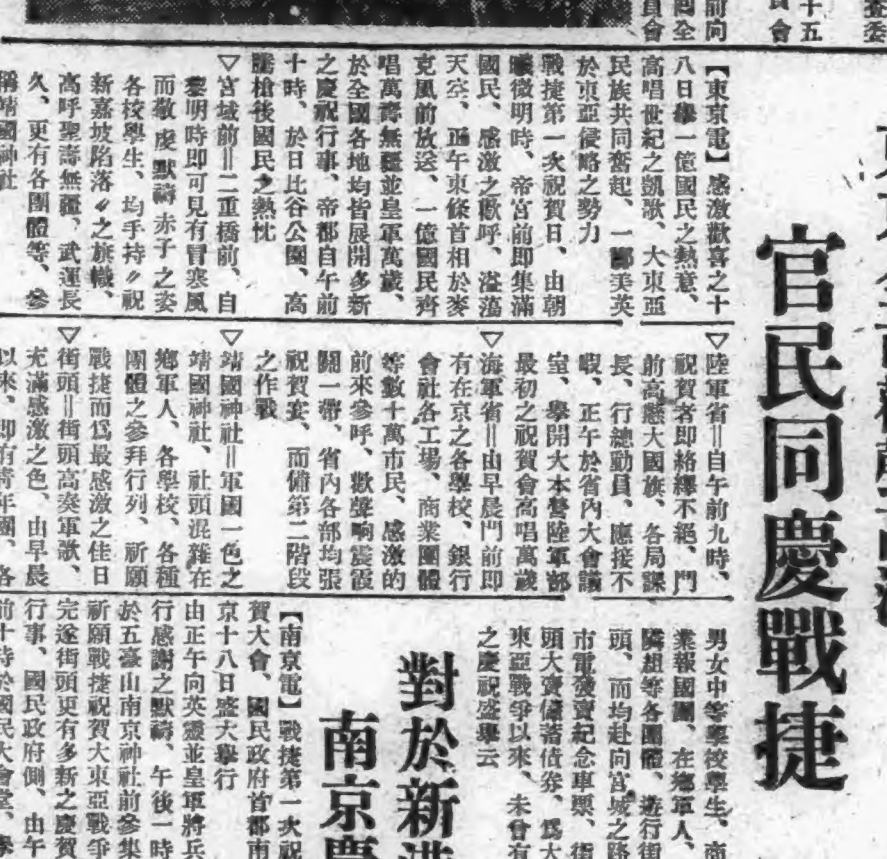 官民同慶戰捷
【東京電】感激歡喜之十
八日舉一億國民之熱意、
高唱世紀之凱歌、大東亞
民族共同奮起、一鄊美英
於東亞侵略之勢力
戰捷第一次祝賀日、由朝
曦微明時、帝宮前即集滿
國民、感激之歡呼、溢蕩
天空、正午東條首相於麥
克風前放送、一億國民齊
唱萬壽無疆並皇軍萬歲、
於全國各地均皆展開多新
之慶祝行事、帝都自午前
十時、於日比谷公園、高
國民之熱忱
▽宮城前＝二重橋前、自
黎明時即可見有冒寒風
而敬虔默禱赤子之姿
各校學生、均手持〃祝
新嘉坡陷落〃之旗幟、
高呼聖壽無疆、武運長
久、更有各團體等、參
稱靖國神社
▽陸軍省＝自午前九時、
祝賀者即絡繹不絕、門
前高懸大國旗、各局課
長、行總動員、應接不
暇、正午於省內大會議
室、舉開大本營陸軍部
最初之祝賀會高唱萬歲
▽海軍省＝由早晨門前即
有在京之各學校、銀行
會社各工場、商業團體
等數十萬市民、感激的
前來參呼、歡聲响震霞
關一帶、省內各部均張
祝賀宴、而備第二階段
之作戰
▽靖國神社＝軍國一色之
靖國神社、社頭混雜在
鄉軍人、各學校、各種
團體之參拜行列、祈願
戰捷而爲最感激之佳日
▽街頭＝街頭高奏軍歌、
充滿感激之色、由早晨
以來、即有青年團、各
男女中等學校學生、商
業報國團、在鄉軍人、
隣組等各團體、遊行街
頭、而均赴向宮城之路
市電發賣紀念車票、街
頭大賣儲蓄債券、爲大
東亞戰爭以來、未曾有
之慶祝盛舉云
對於新
南京慶
【南京電】戰捷第一次祝
賀大會、國民政府首都南
京十八日盛大舉行
由正午向英靈並皇軍將兵
行感謝之默禱、午後一時
於五臺山南京神社前參集
祈願戰捷祝賀大東亞戰爭
完遂街頭更有多新之慶賀
行事、國民政府側、由午
前十時於國民大會堂、